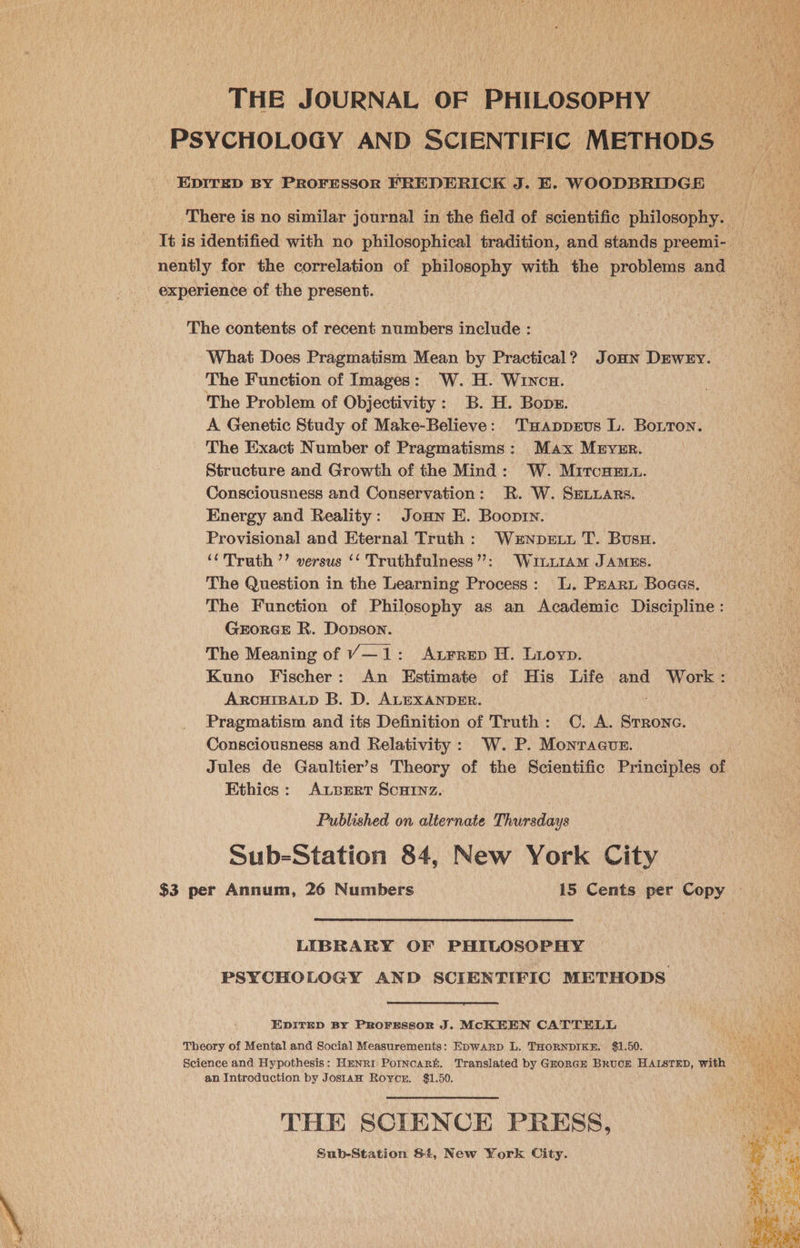 THE JOURNAL OF PHILOSOPHY
PSYCHOLOGY AND SCIENTIFIC METHODS
EDITED BY PROFESSOR FREDERICK J. E. WOODBRIDGE
There is no similar journal in the field of scientific philosophy.
It is identified with no philosophical tradition, and stands preemi-
nently for the correlation of philosophy with the problems and
experience of the present.
The contents of recent numbers include :
What Does Pragmatism Mean by Practical? JOHN DEWEY.
The Function of Images: W. H. WINCH.
The Problem of Objectivity: B. H. BODE.
A Genetic Study of Make-Believe: THADDEUS L. BOLTON.
The Exact Number of Pragmatisms: MAX MEYER.
Structure and Growth of the Mind: W. MITCHELL.
Consciousness and Conservation: R. W. SELLARS.
Energy and Reality: JOHN E. BOODIN.
Provisional and Eternal Truth: WENDELL T. BUSH.
“Truth” versus “Truthfulness”: WILLIAM JAMES.
The Question in the Learning Process: L. PEARL BOGGS.
The Function of Philosophy as an Academic Discipline:
GEORGE R. DODSON.
The Meaning of √—1: ALFRED H. LLOYD.
Kuno Fischer: An Estimate of His Life and Work:
ARCHIBALD B. D. ALEXANDER.
Pragmatism and its Definition of Truth: C. A. STRONG.
Consciousness and Relativity: W. P. MONTAGUE.
Jules de Gaultier’s Theory of the Scientific Principles of
Ethics: ALBERT SCHINZ.
Published on alternate Thursdays
Sub-Station 84, New York City
$3 per Annum, 26 Numbers 15 Cents per Copy
LIBRARY OF PHILOSOPHY
PSYCHOLOGY AND SCIENTIFIC METHODS
EDITED BY PROFESSOR J. McKEEN CATTELL
Theory of Mental and Social Measurements: EDWARD L. THORNDIKE. $1.50.
Science and Hypothesis: HENRI POINCARÉ. Translated by GEORGE BRUCE HALSTED, with
an Introduction by JOSIAH ROYCE. $1.50.
THE SCIENCE PRESS,
Sub-Station 84, New York City.